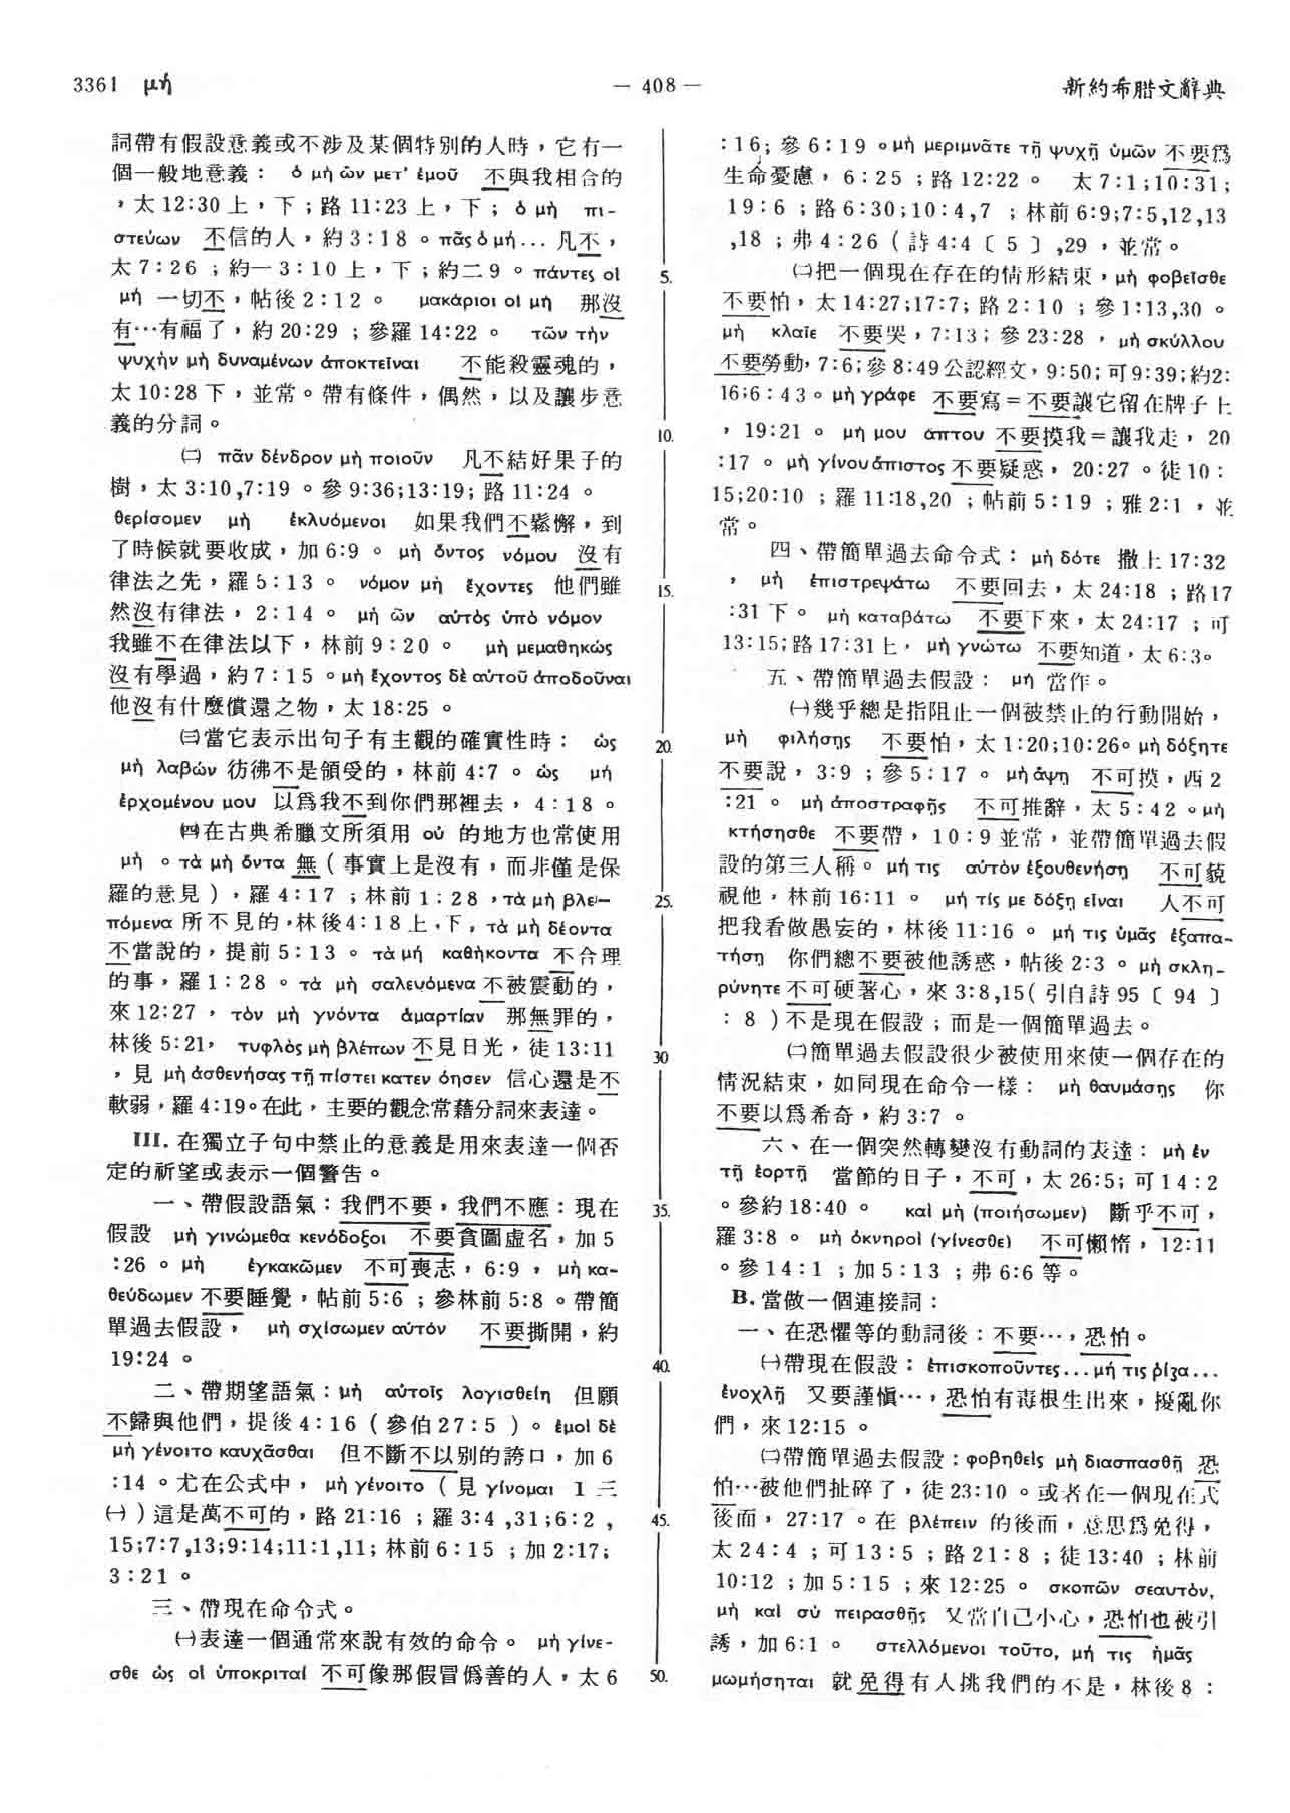 3361 μή
— 408 —
新約希腊文辭典
詞帶有假設意義或不涉及某個特別的人時，它有一
個一般地意義： ὁ μὴ ὢν μετ' ἐμοῦ 不與我相合的
，太 12:30 上，下；路 11:23 上，下； ὁ μὴ πι-
στεύων 不信的人，約 3:18 。πᾶς ὁ μή... 凡不，
太 7:26 ；約一 3:10 上，下；約二 9 。πάντες οἱ
μή 一切不，帖後 2:12 。 μακάριοι οἱ μή 那沒
有…有福了，約 20:29 ；參羅 14:22 。 τῶν τὴν
ψυχὴν μὴ δυναμένων ἀποκτεῖναι 不能殺靈魂的，
太 10:28 下，並常。帶有條件，偶然，以及讓步意
義的分詞。
㈡ πᾶν δένδρον μὴ ποιοῦν 凡不結好果子的
樹，太 3:10,7:19 。參 9:36;13:19; 路 11:24 。
θερίσομεν μὴ ἐκλυόμενοι 如果我們不鬆懈，到
了時候就要收成，加 6:9 。 μὴ ὄντος νόμου 沒有
律法之先，羅 5:13 。 νόμον μὴ ἔχοντες 他們雖
然沒有律法， 2:14 。 μὴ ὢν αὐτὸς ὑπὸ νόμον
我雖不在律法以下，林前 9:20 。 μὴ μεμαθηκώς
沒有學過，約 7:15 。μὴ ἔχοντος δὲ αὐτοῦ ἀποδοῦναι
他沒有什麼償還之物，太 18:25 。
㈢當它表示出句子有主觀的確實性時： ὡς
μὴ λαβών 彷彿不是領受的，林前 4:7 。ὡς μή
ἐρχομένου μου 以為我不到你們那裡去， 4:18 。
㈣在古典希臘文所須用 οὐ 的地方也常使用
μὴ 。τὰ μὴ ὄντα 無（事實上是沒有，而非僅是保
羅的意見），羅 4:17 ；林前 1:28 ，τὰ μὴ βλε-
πόμενα 所不見的，林後4:18上，下，τὰ μὴ δέοντα
不當說的，提前 5:13 。 τὰ μή καθήκοντα 不合理
的事，羅 1:28 。τὰ μὴ σαλευόμενα 不被震動的，
來 12:27 ， τὸν μὴ γνόντα ἁμαρτίαν 那無罪的，
林後 5:21， τυφλὸς μὴ βλέπων 不見日光，徒 13:11
，見 μὴ ἀσθενήσας τῇ πίστει κατεν όησεν 信心還是不
軟弱，羅 4:19。在此，主要的觀念常藉分詞來表達。
III. 在獨立子句中禁止的意義是用來表達一個否
定的祈望或表示一個警告。
一、帶假設語氣：我們不要，我們不應：現在
假設 μὴ γινώμεθα κενόδοξοι 不要貪圖虛名，加 5
:26 。μὴ ἐγκακῶμεν 不可喪志， 6:9 ， μὴ κα-
θεύδωμεν 不要睡覺，帖前 5:6 ；參林前 5:8 。帶簡
單過去假設， μὴ σχίσωμεν αὐτόν 不要撕開，約
19:24 。
二、帶期望語氣：μὴ αὐτοῖς λογισθείη 但願
不歸與他們，提後 4:16（參伯 27:5 ）。ἐμοὶ δὲ
μὴ γένοιτο καυχᾶσθαι 但不斷不以別的誇口，加 6
:14 。尤在公式中， μὴ γένοιτο（見 γίνομαι I 三
㈠）這是萬不可的，路 21:16 ；羅 3:4 ,31;6:2 ,
15;7:7,13;9:14;11:1,11; 林前 6:15 ；加 2:17;
3:21 。
三、帶現在命令式。
㈠表達一個通常來說有效的命令。 μὴ γίνε-
σθε ὡς οἱ ὑποκριταί 不可像那假冒僞善的人，太 6
5.
10.
15.
20.
25.
30
35.
40.
45.
50.
:16；參 6:19 。μὴ μεριμνᾶτε τῇ ψυχῇ ὑμῶν 不要爲
生命憂慮， 6:25 ；路 12:22 。 太 7:1;10:31;
19:6 ；路 6:30;10:4,7 ；林前 6:9;7:5,12,13
,18 ；弗 4:26（詩 4:4〔 5 〕,29 ，並常。
㈡把一個現在存在的情形結束，μὴ φοβεῖσθε
不要怕，太 14:27;17:7; 路 2:10 ；參 1:13,30 。
μὴ κλαῖε 不要哭，7:13；參 23:28 ，μὴ σκύλλου
不要勞動，7:6；參 8:49 公認經文，9:50; 可 9:39; 約2:
16;6:43。μὴ γράφε 不要寫＝不要讓它留在牌子上
， 19:21 。 μή μου ἅπτου 不要摸我＝讓我走， 20
:17 。μὴ γίνου ἄπιστος 不要疑惑， 20:27 。徒 10:
15;20:10 ；羅 11:18,20 ；帖前 5:19 ；雅 2:1 ，並
常。
四、帶簡單過去命令式： μὴ δότε 撒上 17:32
， μὴ ἐπιστρεψάτω 不要回去，太 24:18 ；路 17
:31 下。 μὴ καταβάτω 不要下來，太 24:17 ；可
13:15; 路 17:31 上， μὴ γνώτω 不要知道，太 6:3。
五、帶簡單過去假設： μή 當作。
㈠幾乎總是指阻止一個被禁止的行動開始，
μὴ φιλήσῃς 不要怕，太 1:20;10:26。μὴ δόξητε
不要說， 3:9 ；參 5:17 。 μὴ ἅψῃ 不可摸，西 2
:21 。 μὴ ἀποστραφῇς 不可推辭，太 5:42 。μὴ
κτήσησθε 不要帶， 10:9 並常，並帶簡單過去假
設的第三人稱。 μή τις αὐτὸν ἐξουθενήσῃ 不可藐
視他，林前 16:11 。 μή τίς με δόξῃ εἶναι 人不可
把我看做愚妄的，林後 11:16 。 μή τις ὑμᾶς ἐξαπα-
τήσῃ 你們總不要被他誘惑，帖後 2:3 。 μὴ σκλη-
ρύνητε 不可硬著心，來 3:8,15（引自詩 95〔 94 〕
:8 ）不是現在假設；而是一個簡單過去。
㈡簡單過去假設很少被使用來使一個存在的
情況結束，如同現在命令一樣： μὴ θαυμάσῃς 你
不要以爲希奇，約 3:7 。
六、在一個突然轉變沒有動詞的表達： μὴ ἐν
τῇ ἑορτῇ 當節的日子，不可，太 26:5; 可 14:2
。參約 18:40 。 καὶ μὴ (ποιήσωμεν) 斷乎不可，
羅 3:8 。 μὴ ὀκνηροί (γίνεσθε) 不可懶惰， 12:11
。參 14:1 ；加 5:13 ；弗 6:6 等。
B. 當做一個連接詞：
一、在恐懼等的動詞後：不要…，恐怕。
㈠帶現在假設： ἐπισκοποῦντες...μή τις ῥίζα...
ἐνοχλῇ 又要謹愼…，恐怕有毒根生出來，擾亂你
們，來 12:15 。
㈡帶簡單過去假設：φοβηθεὶς μὴ διασπασθῇ 恐
怕…被他們扯碎了，徒 23:10 。或者在一個現在式
後面， 27:17 。在 βλέπειν 的後面，意思爲免得，
太 24:4 ；可 13:5 ；路 21:8 ；徒 13:40 ；林前
10:12 ；加 5:15 ；來 12:25 。 σκοπῶν σεαυτόν,
μὴ καὶ σὺ πειρασθῇς 又當自己小心，恐怕也被引
誘，加 6:1 。 στελλόμενοι τοῦτο, μή τις ἡμᾶς
μωμήσηται 就免得有人挑我們的不是，林後 8 :